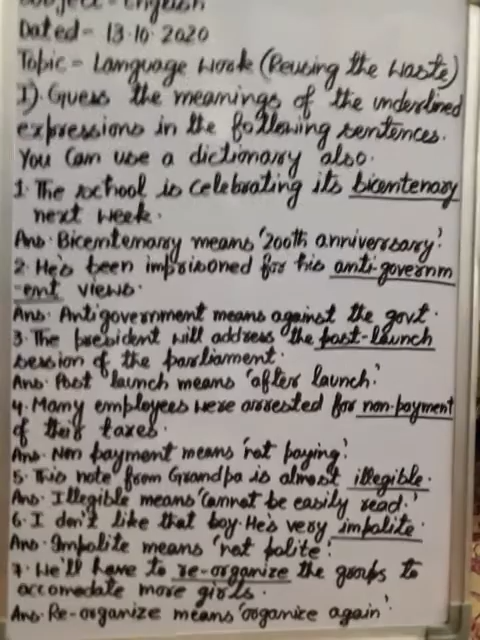 Subject - English
Dated - 13.10.2020
Topic = Language work (Reusing the Waste)
I). Guess the meanings of the underlined
expressions in the following sentences.
You Can use a dictionary also.
1. The school is celebrating its bicentenary
next week.
Ans. Bicentenary means '200th anniversary'.
2. He's been imprisoned for his anti-governm
-ent views.
Ans. Antigovernment means against the govt.
3. The president will address the post-launch
session of the parliament.
Ans. Post launch means 'after launch.'
4. Many employees were arrested for non-payment
of their taxes.
Ans. Non payment means 'not paying'.
5. This note from Grandpa is almost illegible.
Ans. Illegible means 'cannot be easily read.'
6. I don't like that boy. He's very impolite.
Ans. Impolite means 'not polite'.
7. We'll have to re-organize the groups to
accomodate more girls.
Ans. Re-organize means 'organize again'.